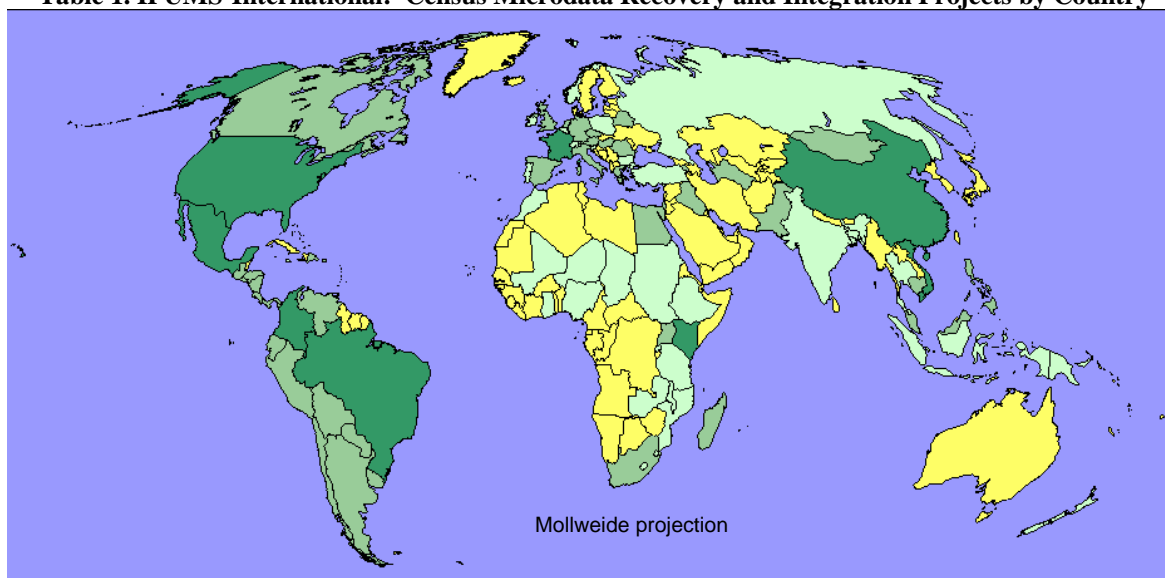 Table 1. IPUMS-International: Census Microdata Recovery and Integration Projects by Country
Mollweide projection